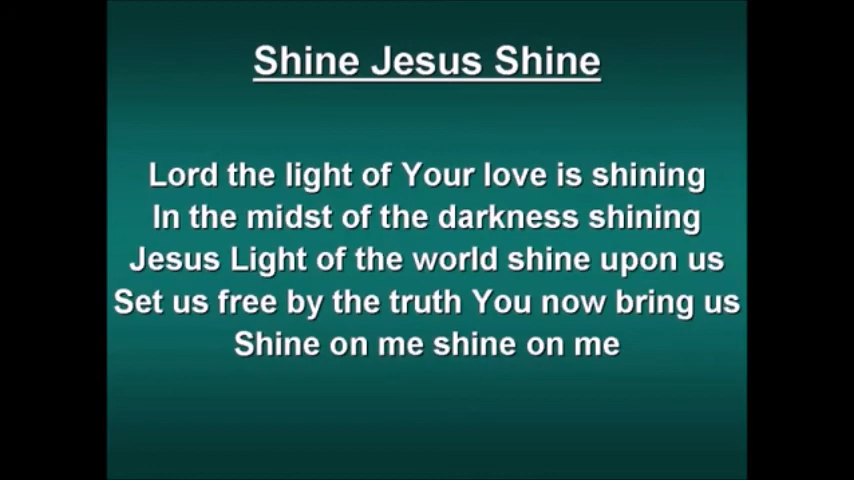 Shine Jesus Shine
Lord the light of Your love is shining
In the midst of the darkness shining
Jesus Light of the world shine upon us
Set us free by the truth You now bring us
Shine on me shine on me